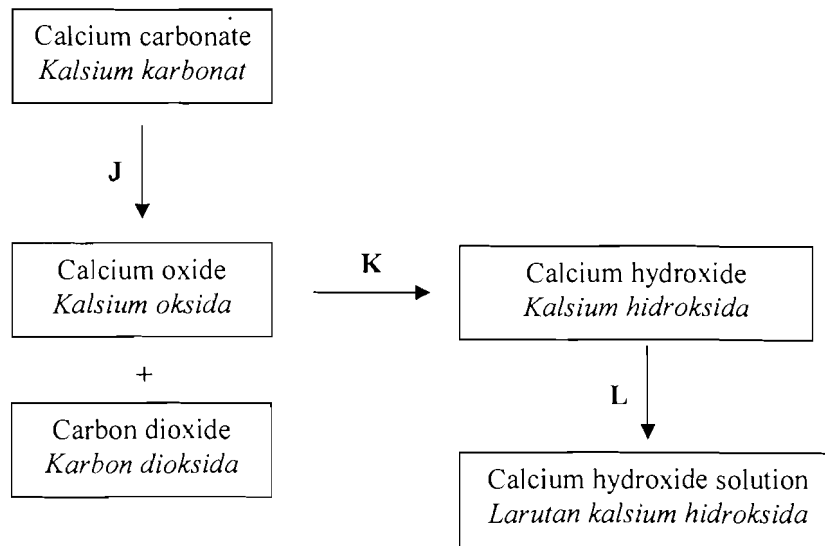 Calcium carbonate
Kalsium karbonat
J
Calcium oxide
Kalsium oksida
K
Calcium hydroxide
Kalsium hidroksida
+
L
Carbon dioxide
Karbon dioksida
Calcium hydroxide solution
Larutan kalsium hidroksida